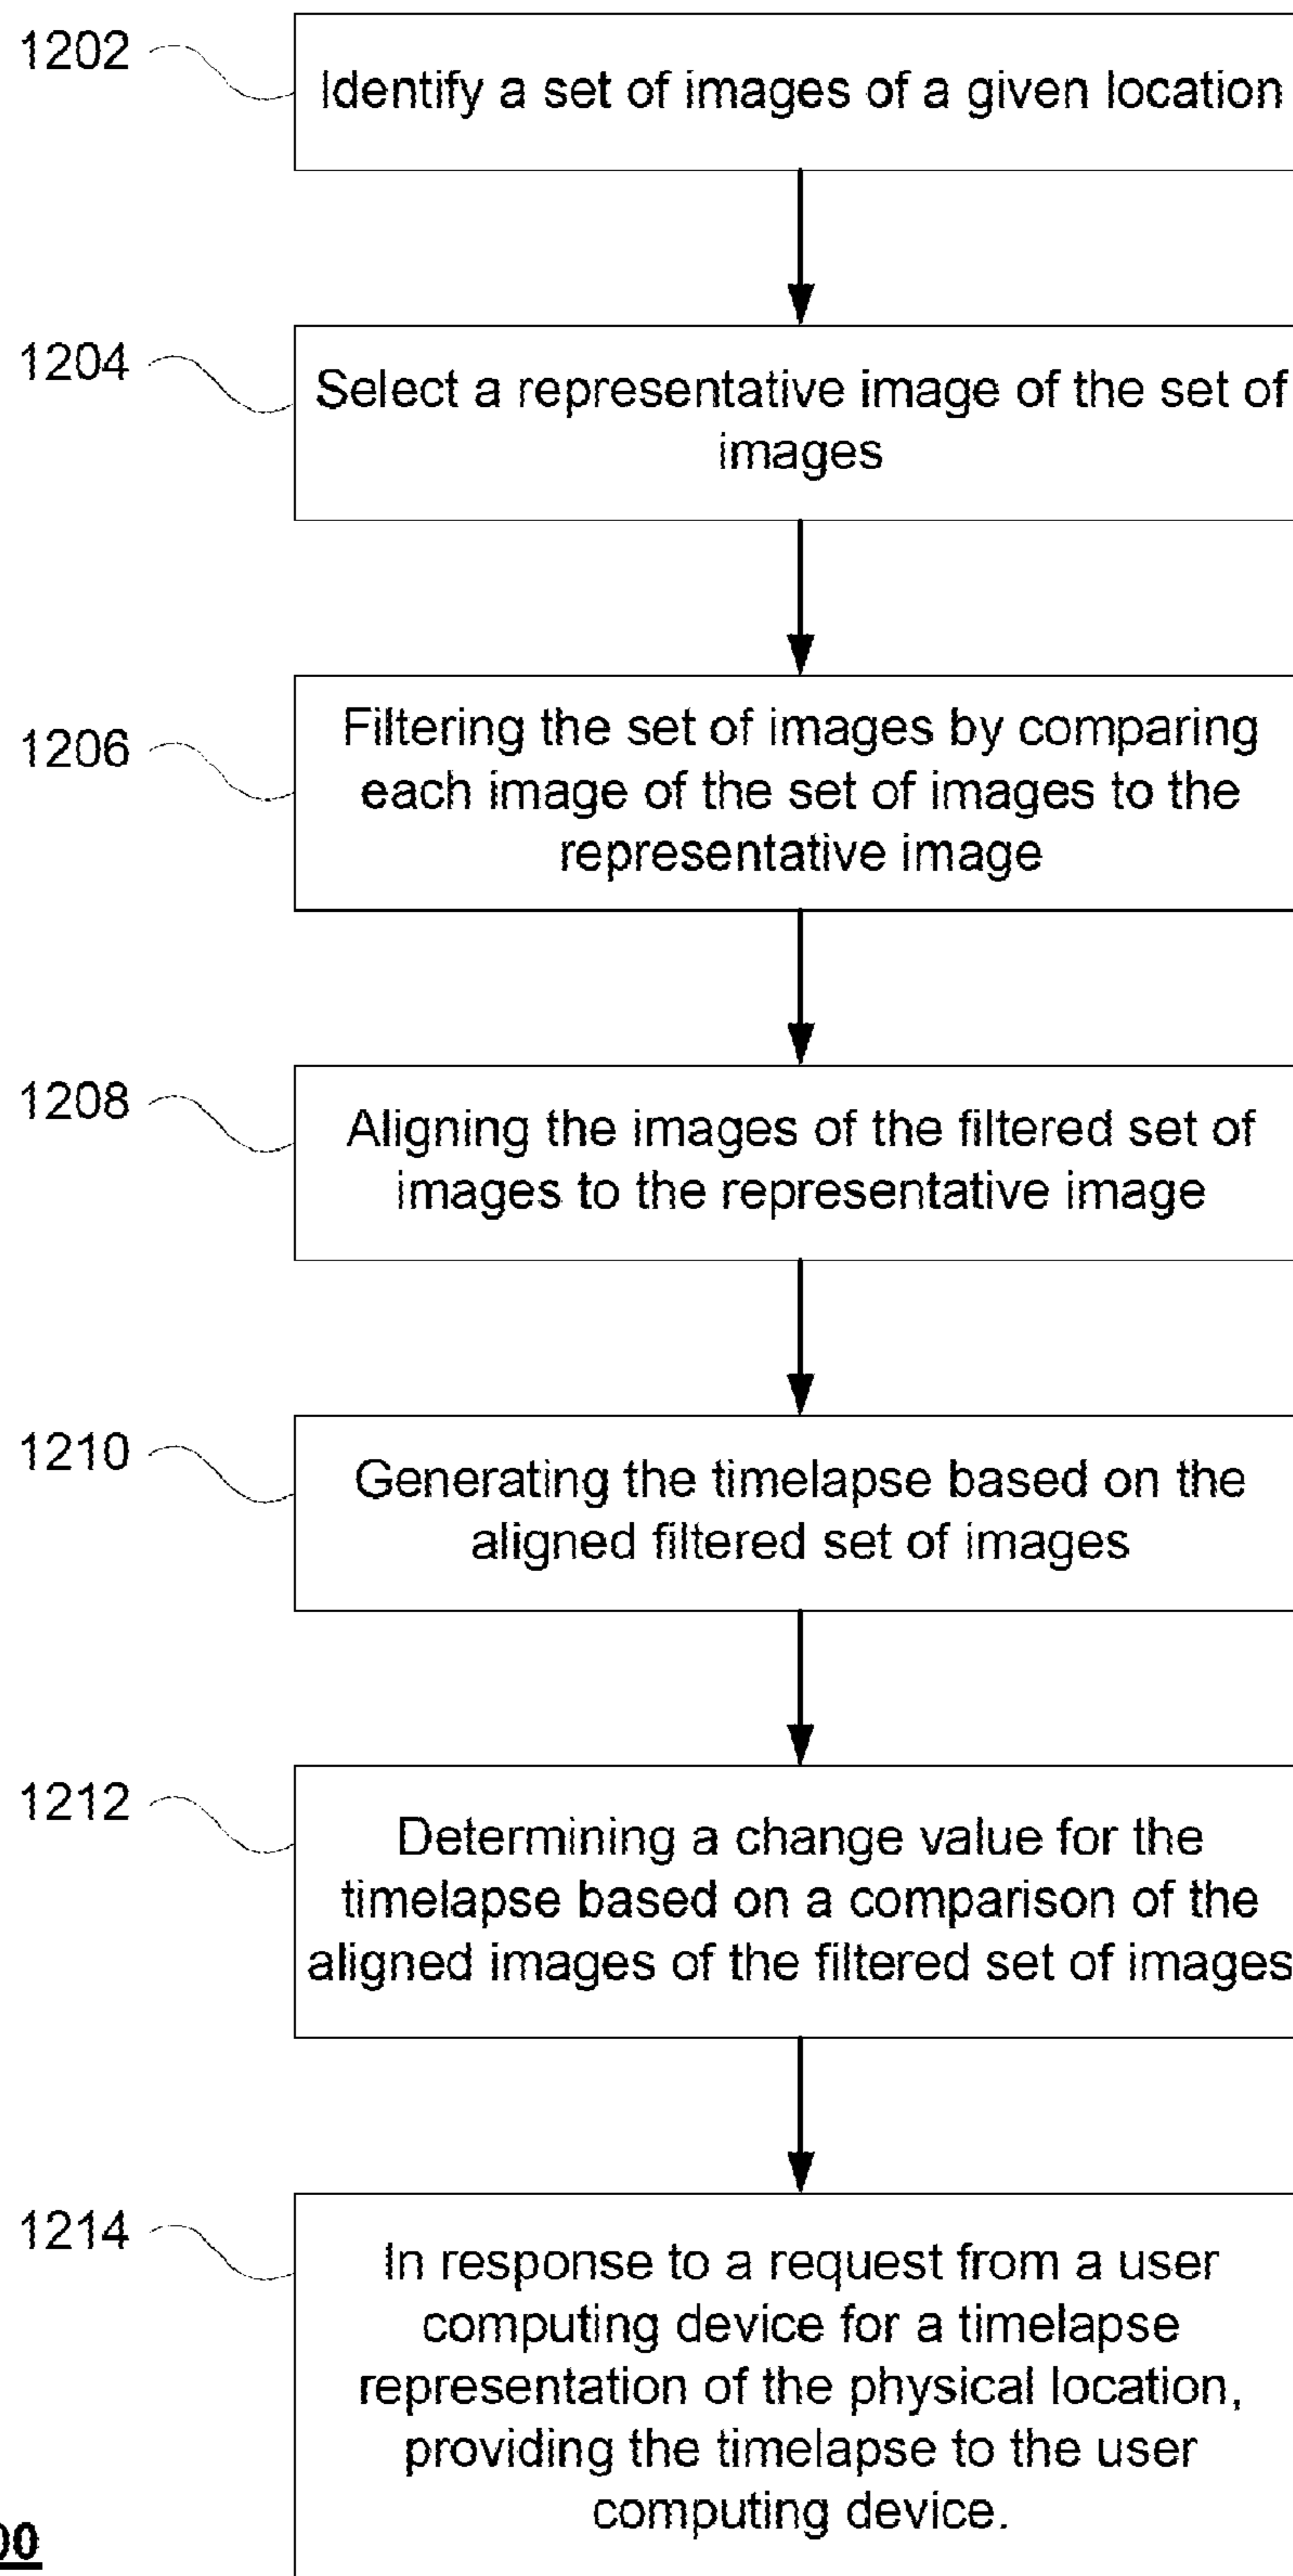 1202
Identify a set of images of a given location
1204
Select a representative image of the set of
images
1206
Filtering the set of images by comparing
each image of the set of images to the
representative image
1208
Aligning the images of the filtered set of
images to the representative image
1210
Generating the timelapse based on the
aligned filtered set of images
1212
Determining a change value for the
timelapse based on a comparison of the
aligned images of the filtered set of images
1214
In response to a request from a user
computing device for a timelapse
representation of the physical location,
providing the timelapse to the user
computing device.